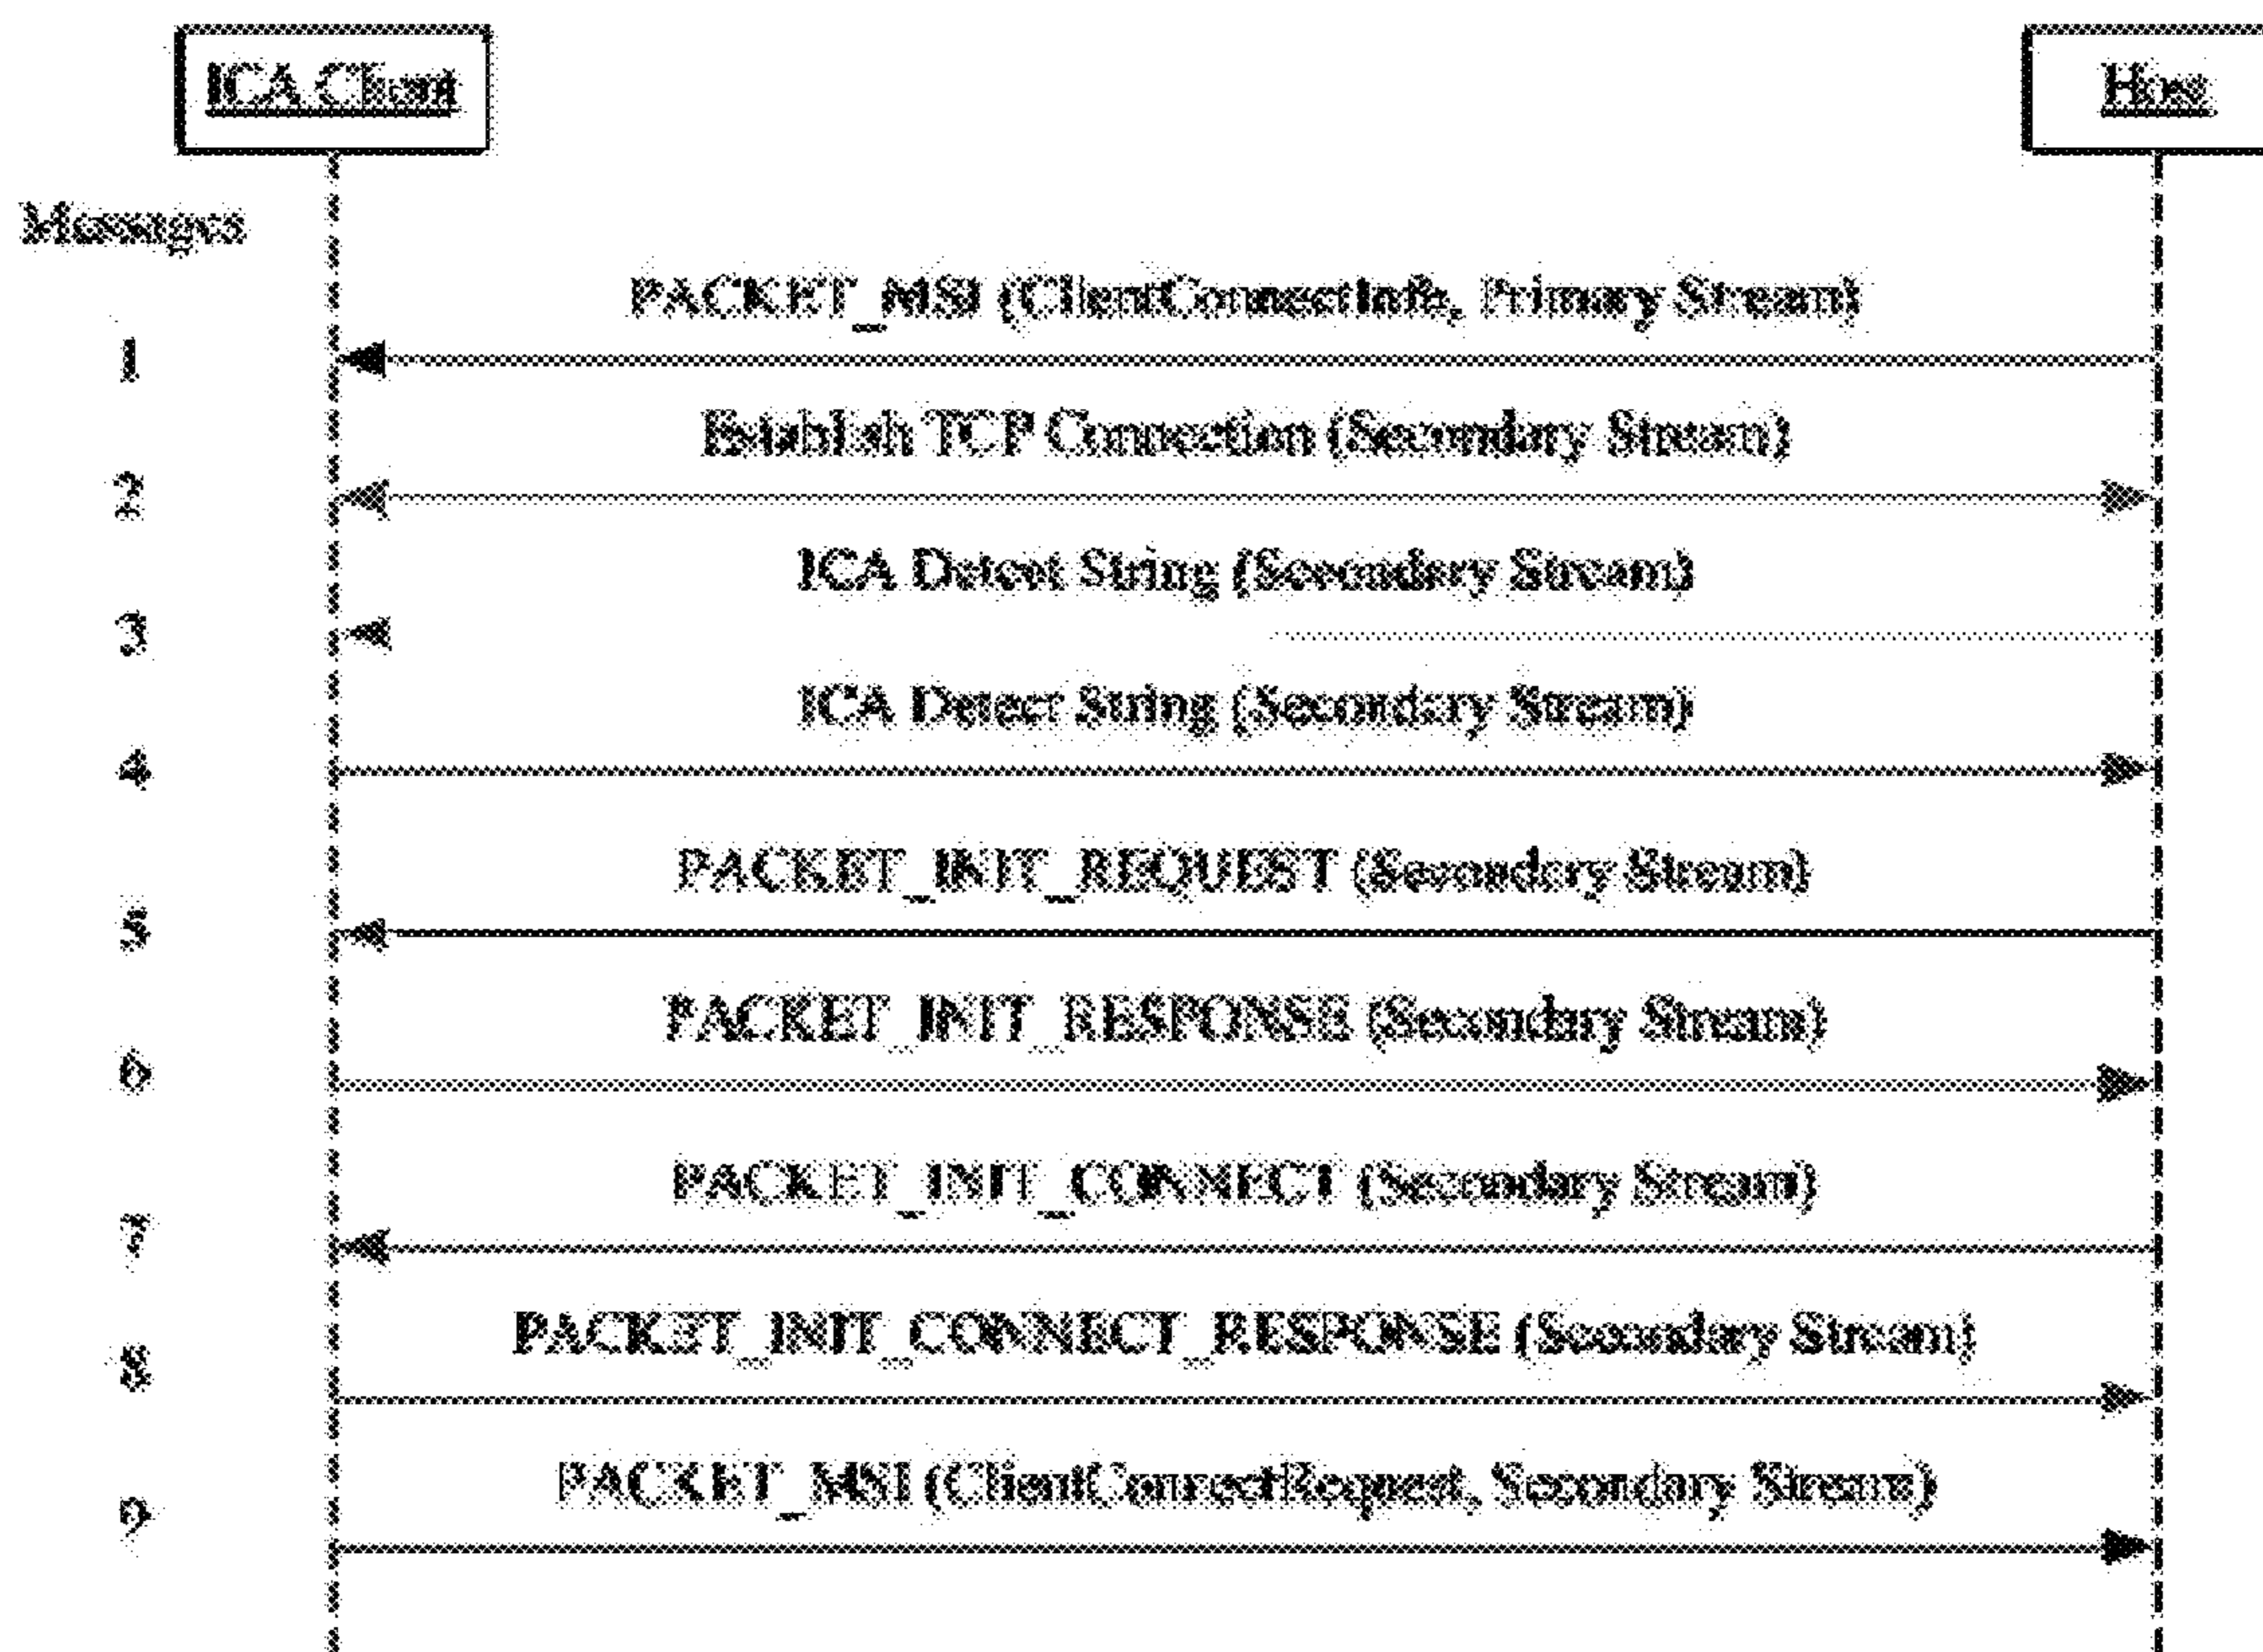 ICA Client
Host
Messages
PACKET_MSI (ClientConnectInfo, Primary Stream)
1
Establish TCP Connection (Secondary Stream)
2
ICA Detect String (Secondary Stream)
3
ICA Detect String (Secondary Stream)
4
PACKET_INIT_REQUEST (Secondary Stream)
5
PACKET_INIT_RESPONSE (Secondary Stream)
6
PACKET_INIT_CONNECT (Secondary Stream)
7
PACKET_INIT_CONNECT_RESPONSE (Secondary Stream)
8
PACKET_MSI (ClientConnectRequest, Secondary Stream)
9